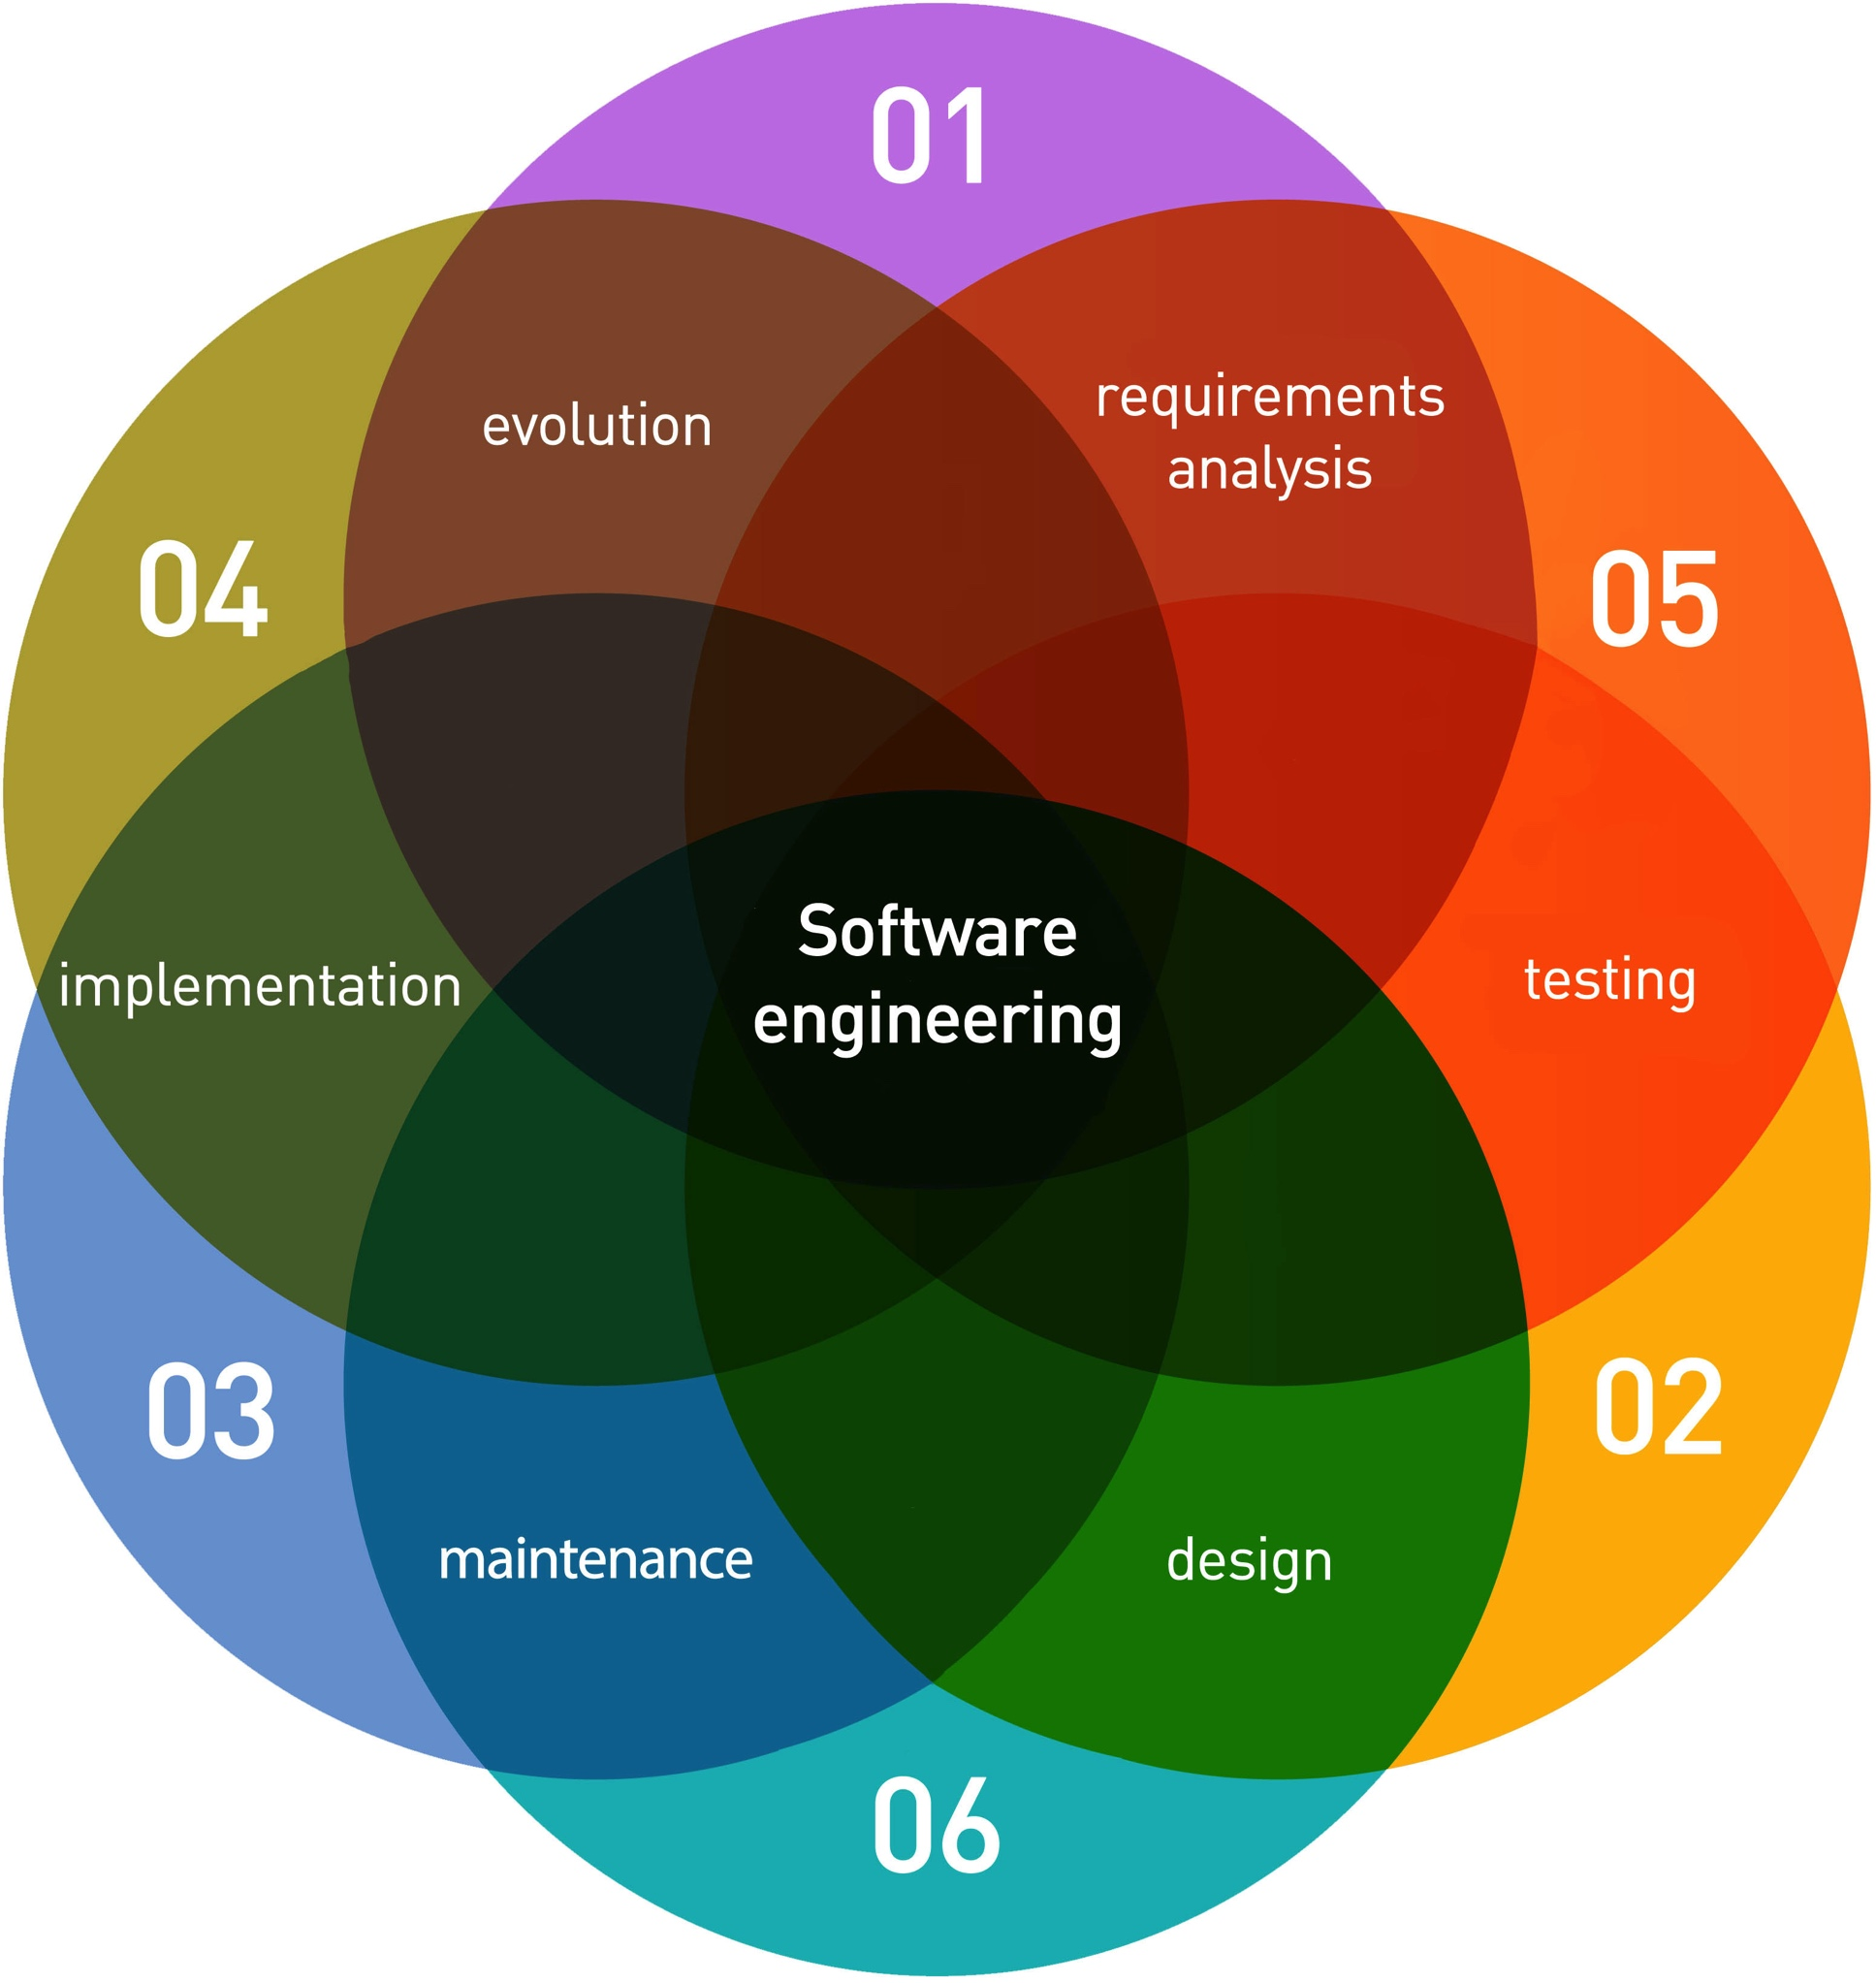 01
evolution
requirements
analysis
04
05
Software
engineering
implementation
testing
03
02
maintenance
design
06